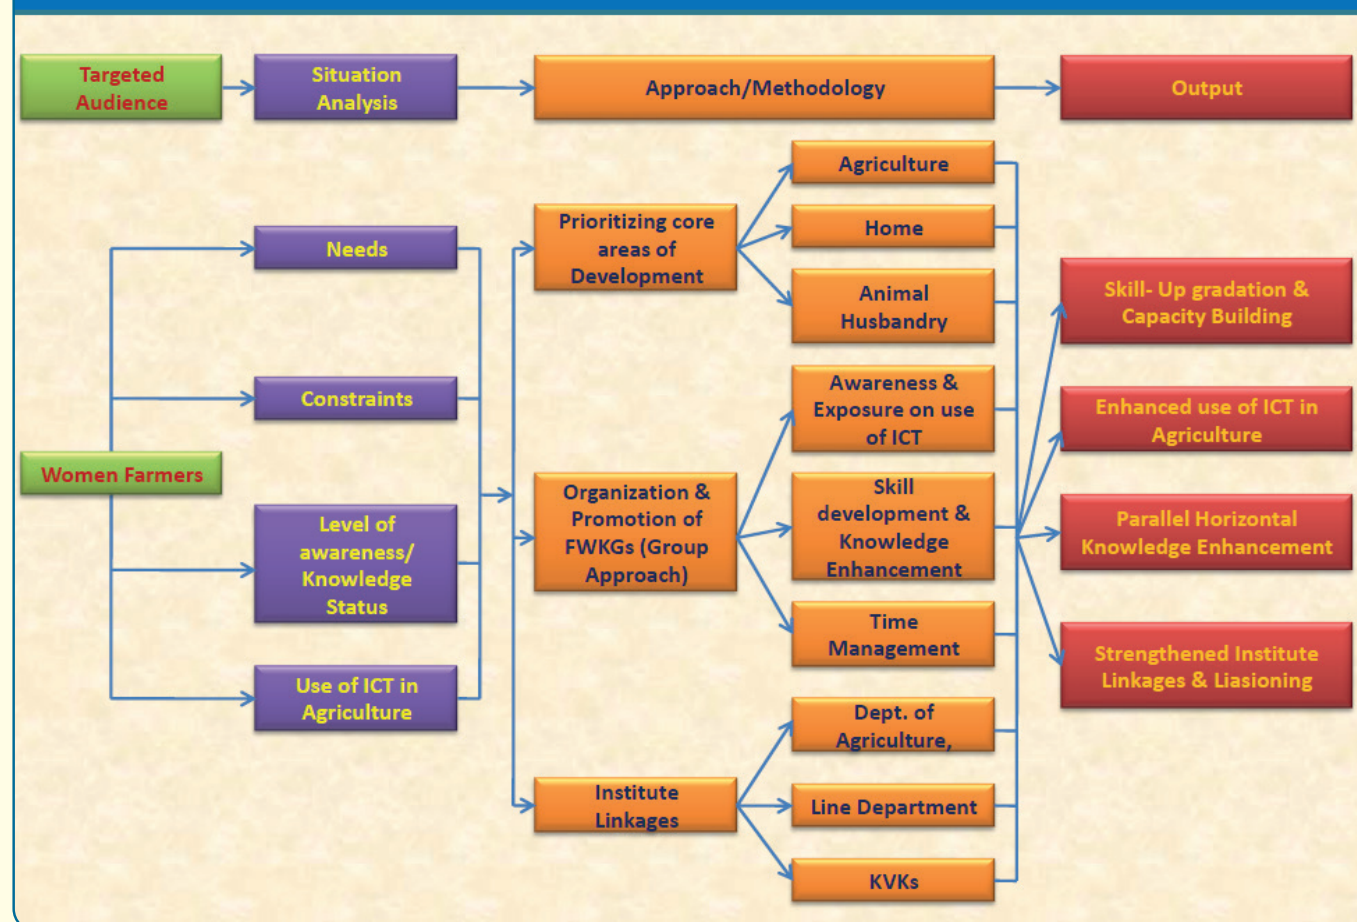 Targeted
Audience
Situation
Analysis
Approach/Methodology
Output
Women Farmers
Needs
Constraints
Level of
awareness/
Knowledge
Status
Use of ICT in
Agriculture
Prioritizing core
areas of
Development
Organization &
Promotion of
FWKGs (Group
Approach)
Institute
Linkages
Agriculture
Home
Animal
Husbandry
Awareness &
Exposure on use
of ICT
Skill
development &
Knowledge
Enhancement
Time
Management
Dept. of
Agriculture,
Line Department
KVKs
Skill- Up gradation &
Capacity Building
Enhanced use of ICT in
Agriculture
Parallel Horizontal
Knowledge Enhancement
Strengthened Institute
Linkages & Liasioning